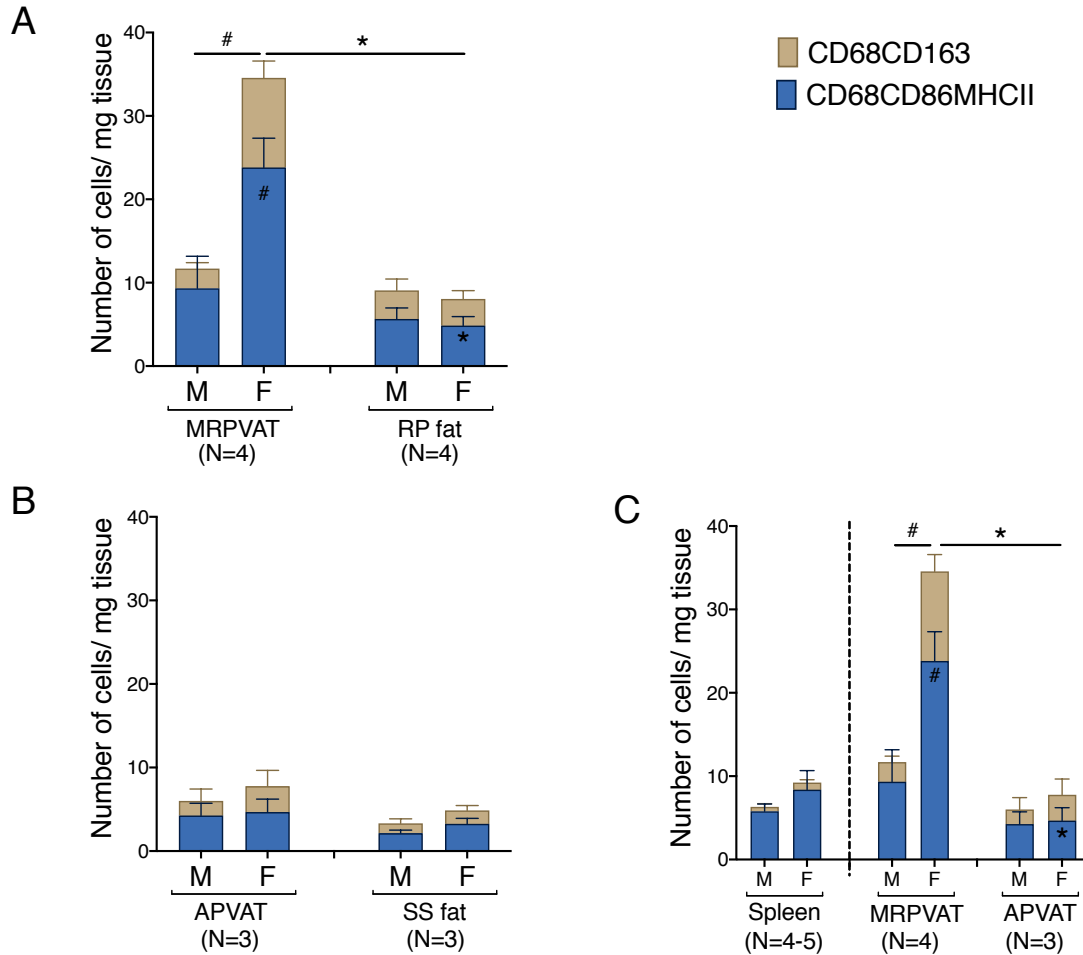 A
Number of cells/ mg tissue
40
30
20
10
0
#
*
#
*
M F M F
MRPVAT RP fat
(N=4) (N=4)
CD68CD163
CD68CD86MHCII
B
Number of cells/ mg tissue
40
30
20
10
0
M F M F
APVAT SS fat
(N=3) (N=3)
C
Number of cells/ mg tissue
40
30
20
10
0
#
*
#
*
M F M F M F
Spleen MRPVAT APVAT
(N=4-5) (N=4) (N=3)